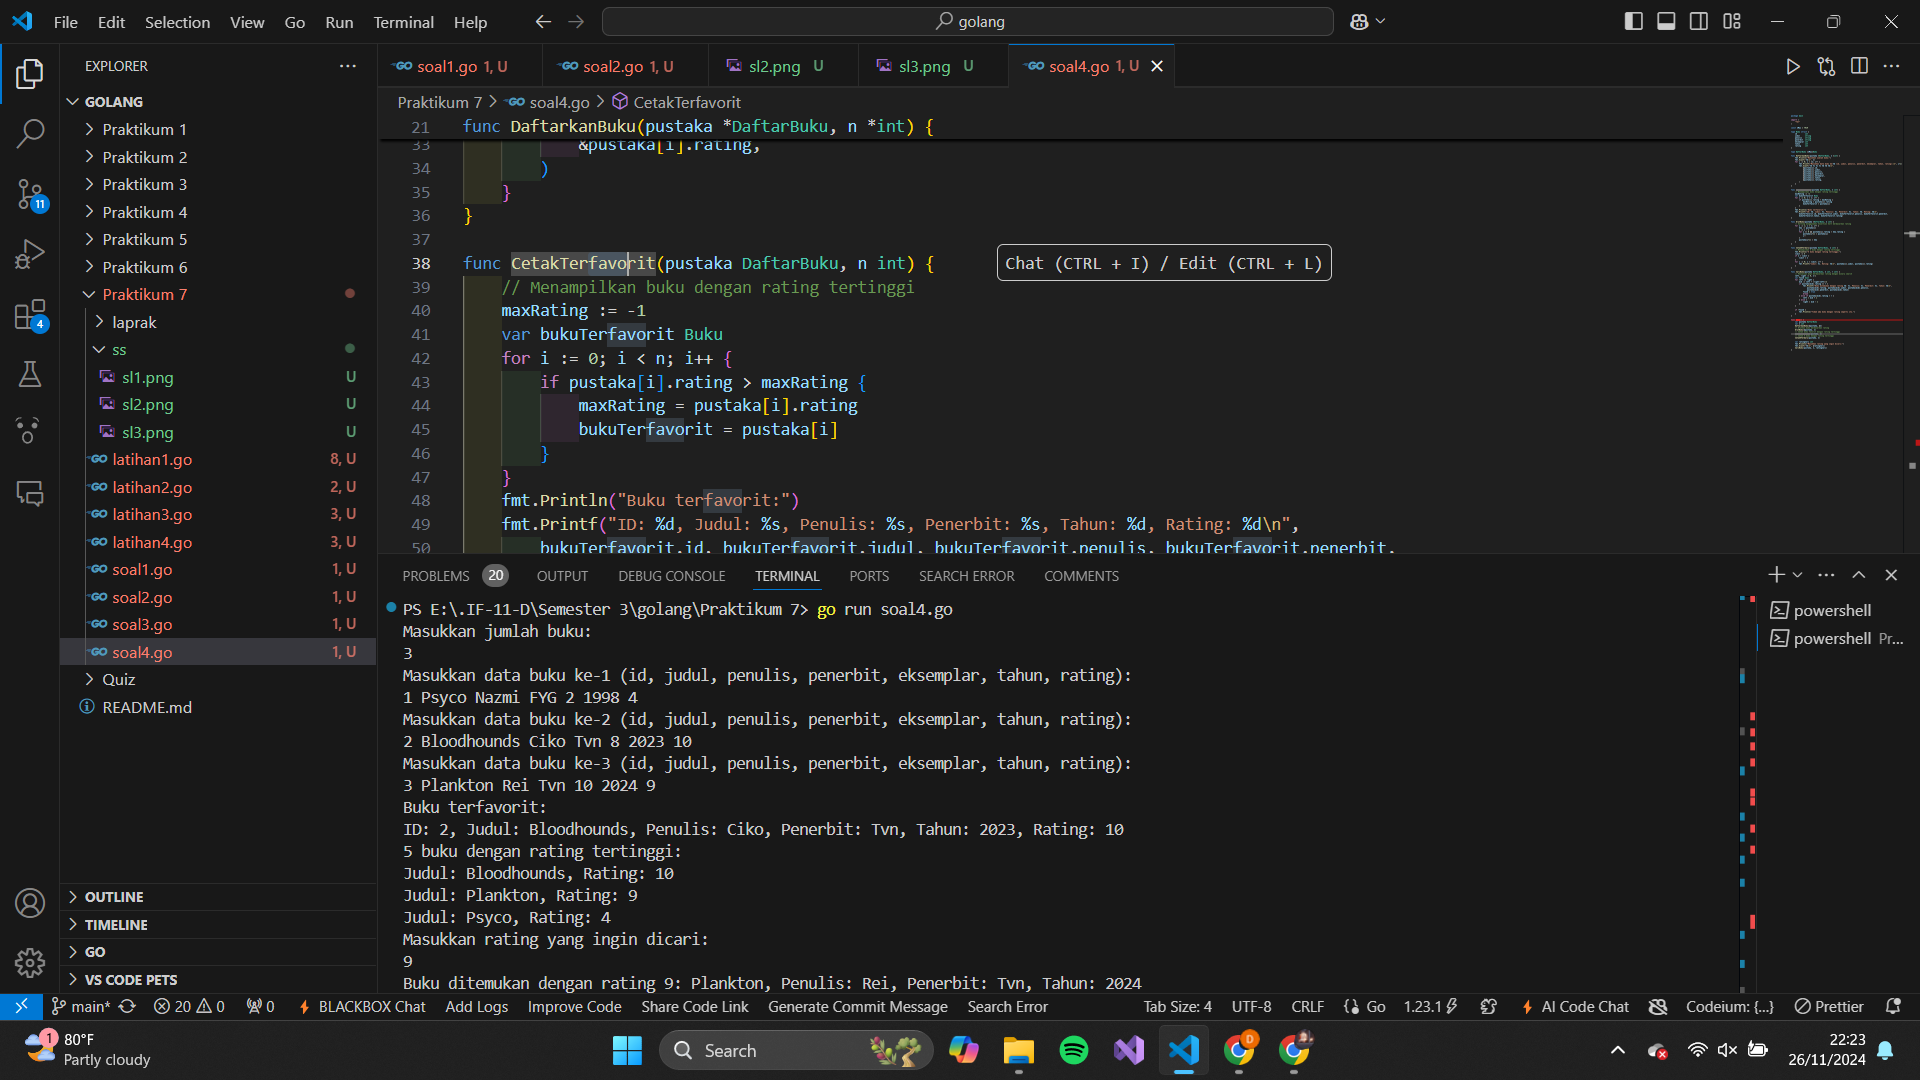 File Edit Selection View Go Run Terminal Help
golang
EXPLORER
GOLANG
Praktikum 1
Praktikum 2
Praktikum 3
Praktikum 4
Praktikum 5
Praktikum 6
Praktikum 7
laprak
ss
sl1.png U
sl2.png U
sl3.png U
latihan1.go 8, U
latihan2.go 2, U
latihan3.go 3, U
latihan4.go 3, U
soal1.go 1, U
soal2.go 1, U
soal3.go 1, U
soal4.go 1, U
Quiz
README.md
OUTLINE
TIMELINE
GO
VS CODE PETS
11
4
soal1.go 1, U soal2.go 1, U sl2.png U sl3.png U soal4.go 1, U
Praktikum 7 > soal4.go > CetakTerfavorit
21 func DaftarkanBuku(pustaka *DaftarBuku, n *int) {
33 &pustaka[i].rating,
34 )
35 }
36 }
37
38 func CetakTerfavorit(pustaka DaftarBuku, n int) {
Chat (CTRL + I) / Edit (CTRL + L)
39 // Menampilkan buku dengan rating tertinggi
40 maxRating := -1
41 var bukuTerfavorit Buku
42 for i := 0; i < n; i++ {
43 if pustaka[i].rating > maxRating {
44 maxRating = pustaka[i].rating
45 bukuTerfavorit = pustaka[i]
46 }
47 }
48 fmt.Println("Buku terfavorit:")
49 fmt.Printf("ID: %d, Judul: %s, Penulis: %s, Penerbit: %s, Tahun: %d, Rating: %d\n",
50 bukuTerfavorit.id, bukuTerfavorit.judul, bukuTerfavorit.penulis, bukuTerfavorit.penerbit,
PROBLEMS 20 OUTPUT DEBUG CONSOLE TERMINAL PORTS SEARCH ERROR COMMENTS
PS E:\.IF-11-D\Semester 3\golang\Praktikum 7> go run soal4.go
Masukkan jumlah buku:
3
Masukkan data buku ke-1 (id, judul, penulis, penerbit, eksemplar, tahun, rating):
1 Psyco Nazmi FYG 2 1998 4
Masukkan data buku ke-2 (id, judul, penulis, penerbit, eksemplar, tahun, rating):
2 Bloodhounds Ciko Tvn 8 2023 10
Masukkan data buku ke-3 (id, judul, penulis, penerbit, eksemplar, tahun, rating):
3 Plankton Rei Tvn 10 2024 9
Buku terfavorit:
ID: 2, Judul: Bloodhounds, Penulis: Ciko, Penerbit: Tvn, Tahun: 2023, Rating: 10
5 buku dengan rating tertinggi:
Judul: Bloodhounds, Rating: 10
Judul: Plankton, Rating: 9
Judul: Psyco, Rating: 4
Masukkan rating yang ingin dicari:
9
Buku ditemukan dengan rating 9: Plankton, Penulis: Rei, Penerbit: Tvn, Tahun: 2024
powershell
powershell Pr...
main* 20 0 0 BLACKBOX Chat Add Logs Improve Code Share Code Link Generate Commit Message Search Error Tab Size: 4 UTF-8 CRLF Go 1.23.1 AI Code Chat Codeium: {...} Prettier
1
80°F
Partly cloudy
Search
D
22:23
26/11/2024